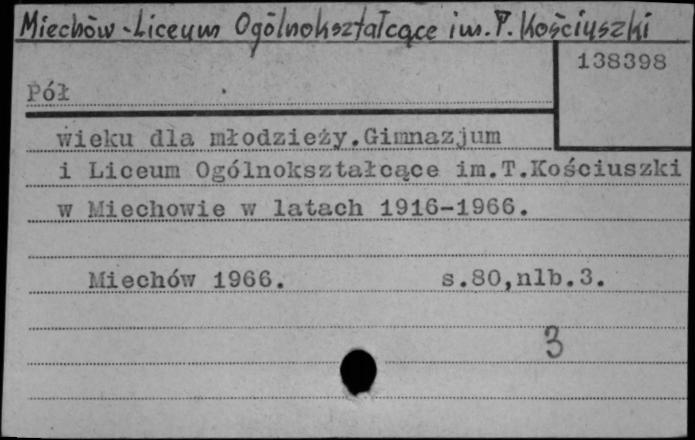 Miechów - Liceum Ogólnokształcące im. T. Kościuszki
138398
Pół
wieku dla młodzieży.Gimnazjum
i Liceum Ogólnokształcące im.T.Kościuszki
w Miechowie w latach 1916-1966.
Miechów 1966. s.80,nlb.3.
3